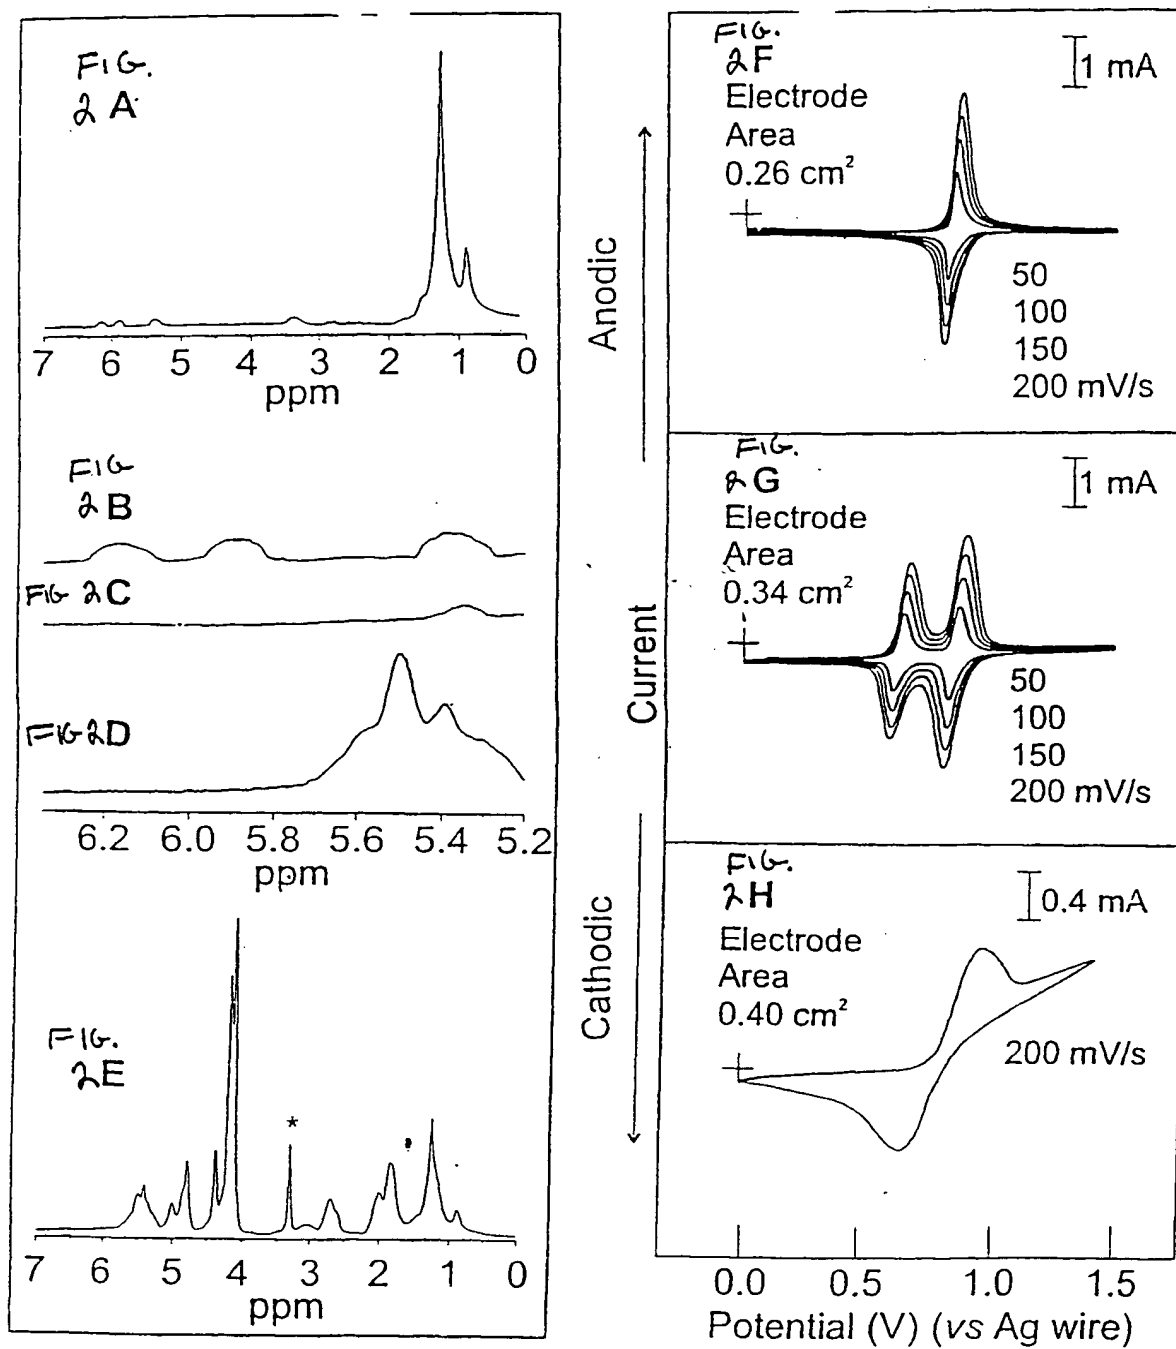 FIG.
2 A
7 6 5 4 3 2 1 0
ppm
FIG
2 B
FIG 2C
FIG 2D
6.2 6.0 5.8 5.6 5.4 5.2
ppm
FIG.
2E
*
7 6 5 4 3 2 1 0
ppm
Anodic
Current
Cathodic
FIG.
2F
1 mA
Electrode
Area
0.26 cm²
50
100
150
200 mV/s
FIG.
2G
1 mA
Electrode
Area
0.34 cm²
50
100
150
200 mV/s
FIG.
2H
0.4 mA
Electrode
Area
0.40 cm²
200 mV/s
0.0 0.5 1.0 1.5
Potential (V) (vs Ag wire)